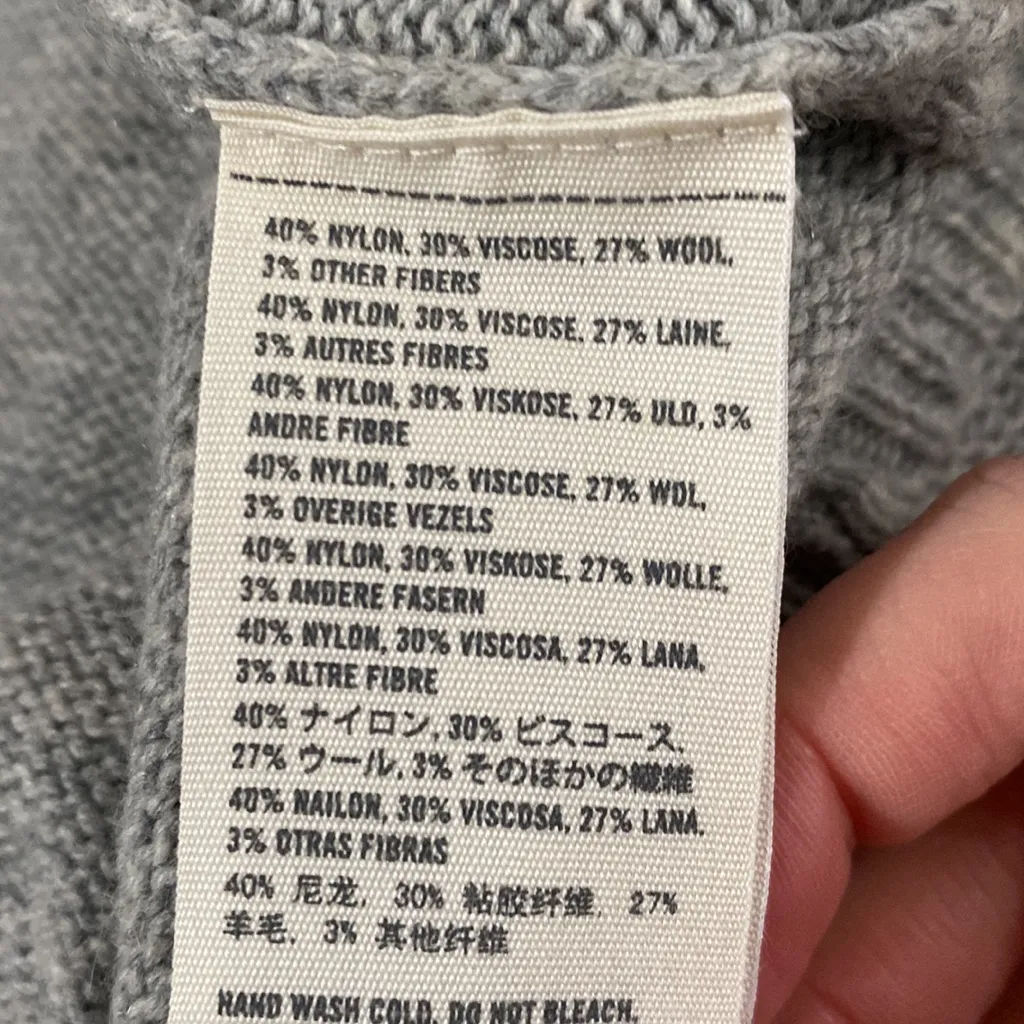 40% NYLON, 30% VISCOSE, 27% WOOL,
3% OTHER FIBERS
40% NYLON, 30% VISCOSE, 27% LAINE,
3% AUTRES FIBRES
40% NYLON, 30% VISKOSE, 27% ULD, 3%
ANDRE FIBRE
40% NYLON, 30% VISCOSE, 27% WOL,
3% OVERIGE VEZELS
40% NYLON, 30% VISKOSE, 27% WOLLE,
3% ANDERE FASERN
40% NYLON, 30% VISCOSA, 27% LANA,
3% ALTRE FIBRE
40% ナイロン, 30% ビスコース,
27% ウール, 3% そのほかの繊維
40% NAILON, 30% VISCOSA, 27% LANA.
3% OTRAS FIBRAS
40% 尼龙, 30% 粘胶纤维, 27%
羊毛, 3% 其他纤维
HAND WASH COLD, DO NOT BLEACH,